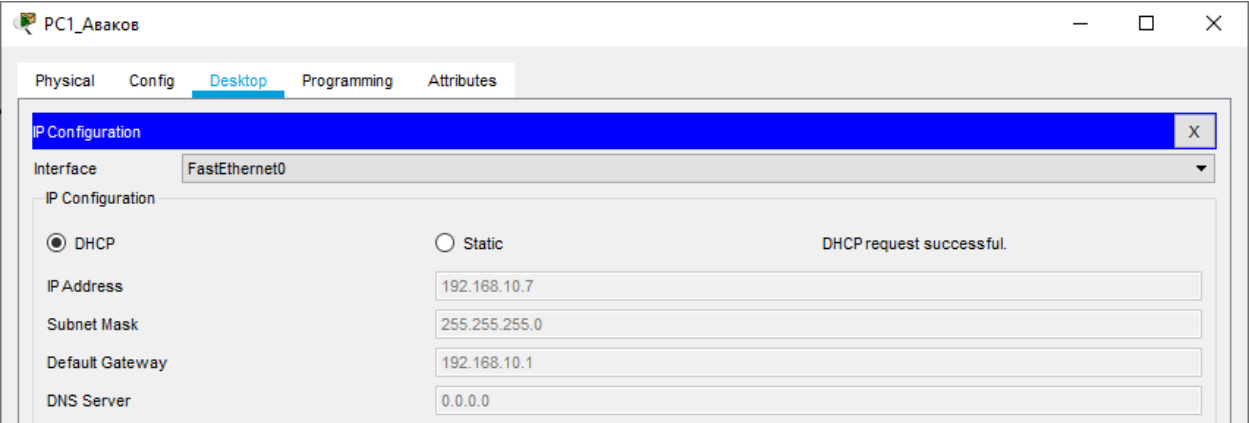 PC1_Аваков
Physical Config Desktop Programming Attributes
IP Configuration X
Interface FastEthernet0
IP Configuration
DHCP Static DHCP request successful.
IP Address 192.168.10.7
Subnet Mask 255.255.255.0
Default Gateway 192.168.10.1
DNS Server 0.0.0.0